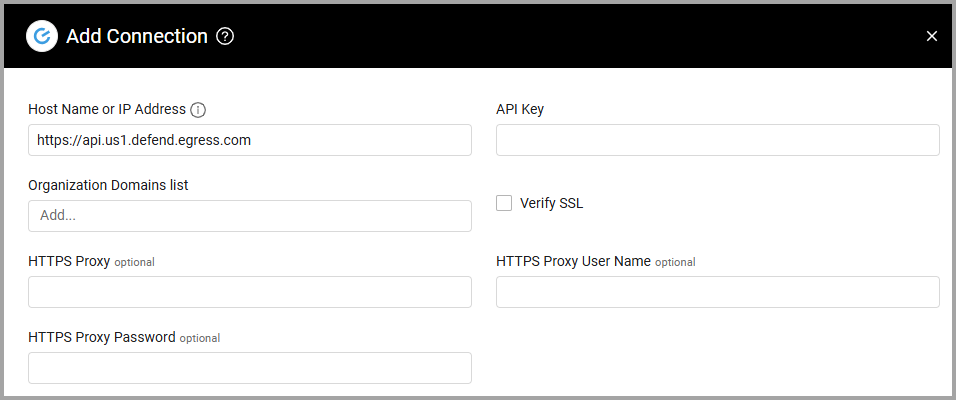 Add Connection ?
Host Name or IP Address
API Key
https://api.us1.defend.egress.com
Organization Domains list
Add...
Verify SSL
HTTPS Proxy optional
HTTPS Proxy User Name optional
HTTPS Proxy Password optional